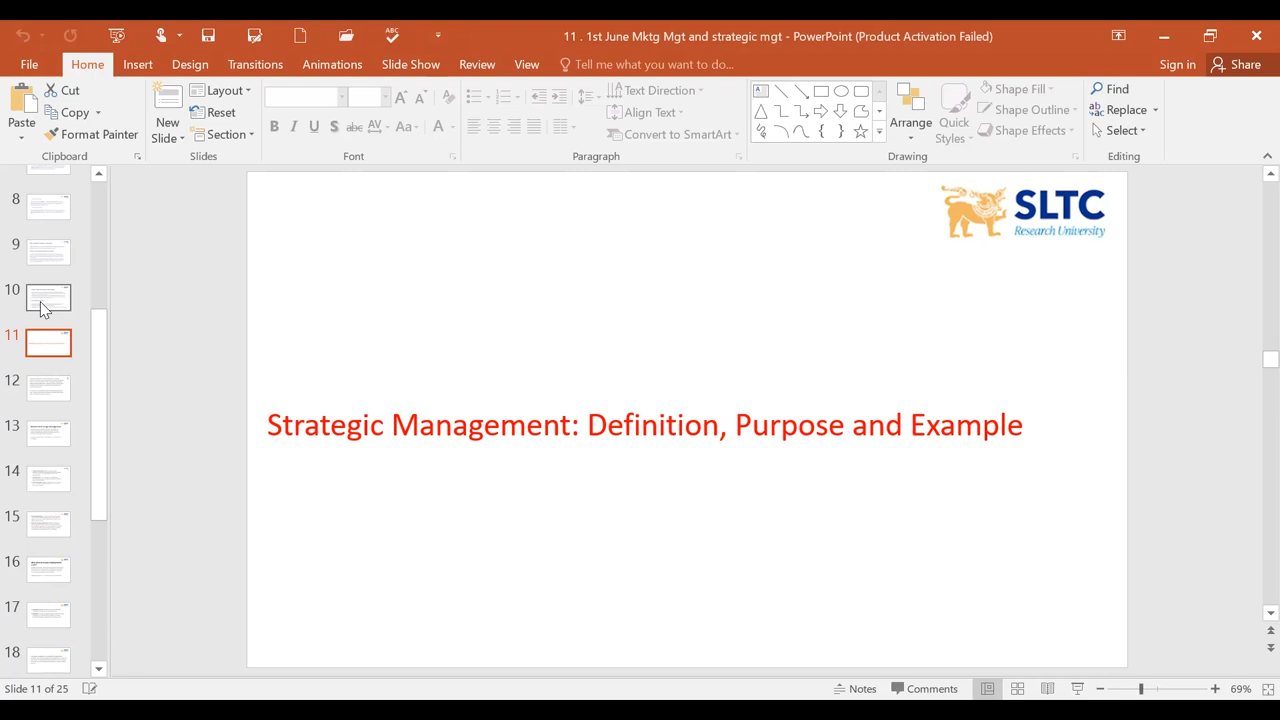 11 . 1st June Mktg Mgt and strategic mgt - PowerPoint (Product Activation Failed)
File Home Insert Design Transitions Animations Slide Show Review View Tell me what you want to do... Sign in Share
Paste
Cut
Copy
Format Painter
Clipboard
New Slide
Layout
Reset
Section
Slides
B I U S abc AV Aa A
Font
Text Direction
Align Text
Convert to SmartArt
Paragraph
Arrange
Quick Styles
Shape Fill
Shape Outline
Shape Effects
Drawing
Find
Replace
Select
Editing
8
9
10
11
12
13
14
15
16
17
18
SLTC
Research University
Strategic Management: Definition, Purpose and Example
Slide 11 of 25 Notes Comments 69%